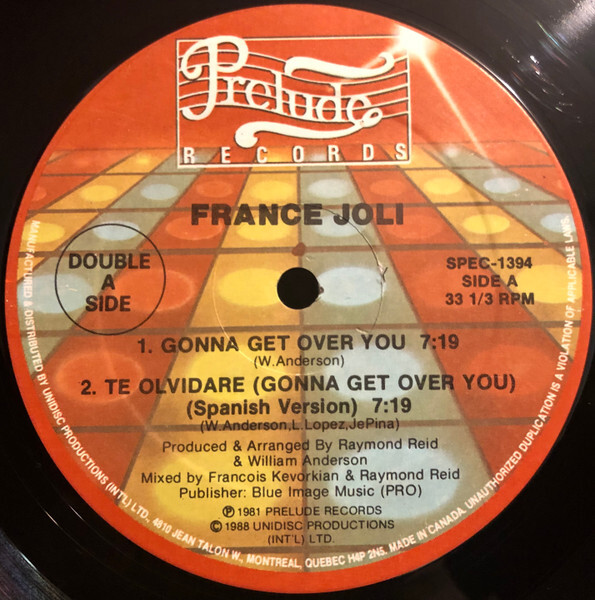 Prelude
RECORDS
FRANCE JOLI
DOUBLE
A
SIDE
SPEC-1394
SIDE A
33 1/3 RPM
1. GONNA GET OVER YOU 7:19
(W.Anderson)
2. TE OLVIDARE (GONNA GET OVER YOU)
(Spanish Version) 7:19
(W.Anderson,L.Lopez,JePina)
Produced & Arranged By Raymond Reid
& William Anderson
Mixed by Francois Kevorkian & Raymond Reid
Publisher: Blue Image Music (PRO)
℗ 1981 PRELUDE RECORDS
© 1988 UNIDISC PRODUCTIONS
(INT'L) LTD.
MANUFACTURED & DISTRIBUTED BY UNIDISC PRODUCTIONS (INT'L) LTD., 4810 JEAN TALON W., MONTREAL, QUEBEC H4P 2N5. MADE IN CANADA. UNAUTHORIZED DUPLICATION IS A VIOLATION OF APPLICABLE LAWS.